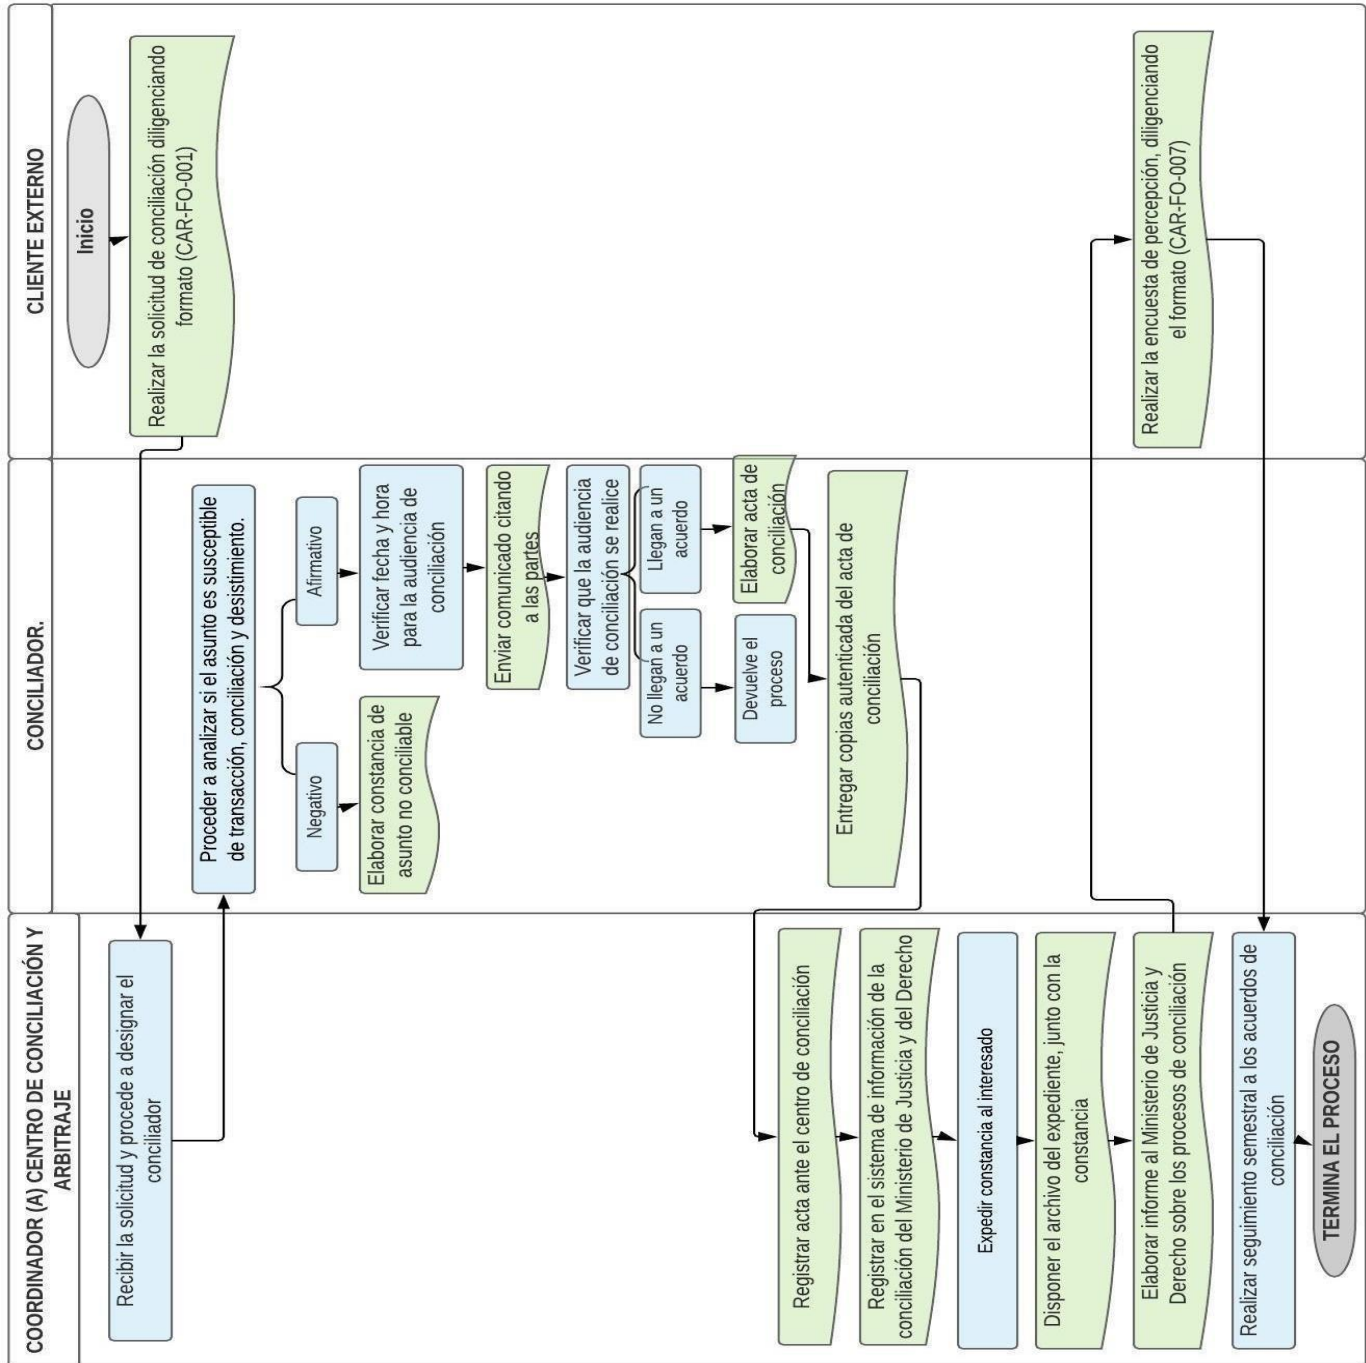 COORDINADOR (A) CENTRO DE CONCILIACIÓN Y
ARBITRAJE
CONCILIADOR.
CLIENTE EXTERNO
Inicio
Realizar la solicitud de conciliación diligenciando
formato (CAR-FO-001)
Recibir la solicitud y procede a designar el
conciliador
Proceder a analizar si el asunto es susceptible
de transacción, conciliación y desistimiento.
Negativo
Afirmativo
Elaborar constancia de
asunto no conciliable
Verificar fecha y hora
para la audiencia de
conciliación
Enviar comunicado citando
a las partes
Verificar que la audiencia
de conciliación se realice
No llegan a un
acuerdo
Llegan a un
acuerdo
Devuelve el
proceso
Elaborar acta de
conciliación
Entregar copias autenticada del acta de
conciliación
Registrar acta ante el centro de conciliación
Registrar en el sistema de información de la
conciliación del Ministerio de Justicia y del Derecho
Expedir constancia al interesado
Disponer el archivo del expediente, junto con la
constancia
Elaborar informe al Ministerio de Justicia y
Derecho sobre los procesos de conciliación
Realizar la encuesta de percepción, diligenciando
el formato (CAR-FO-007)
Realizar seguimiento semestral a los acuerdos de
conciliación
TERMINA EL PROCESO